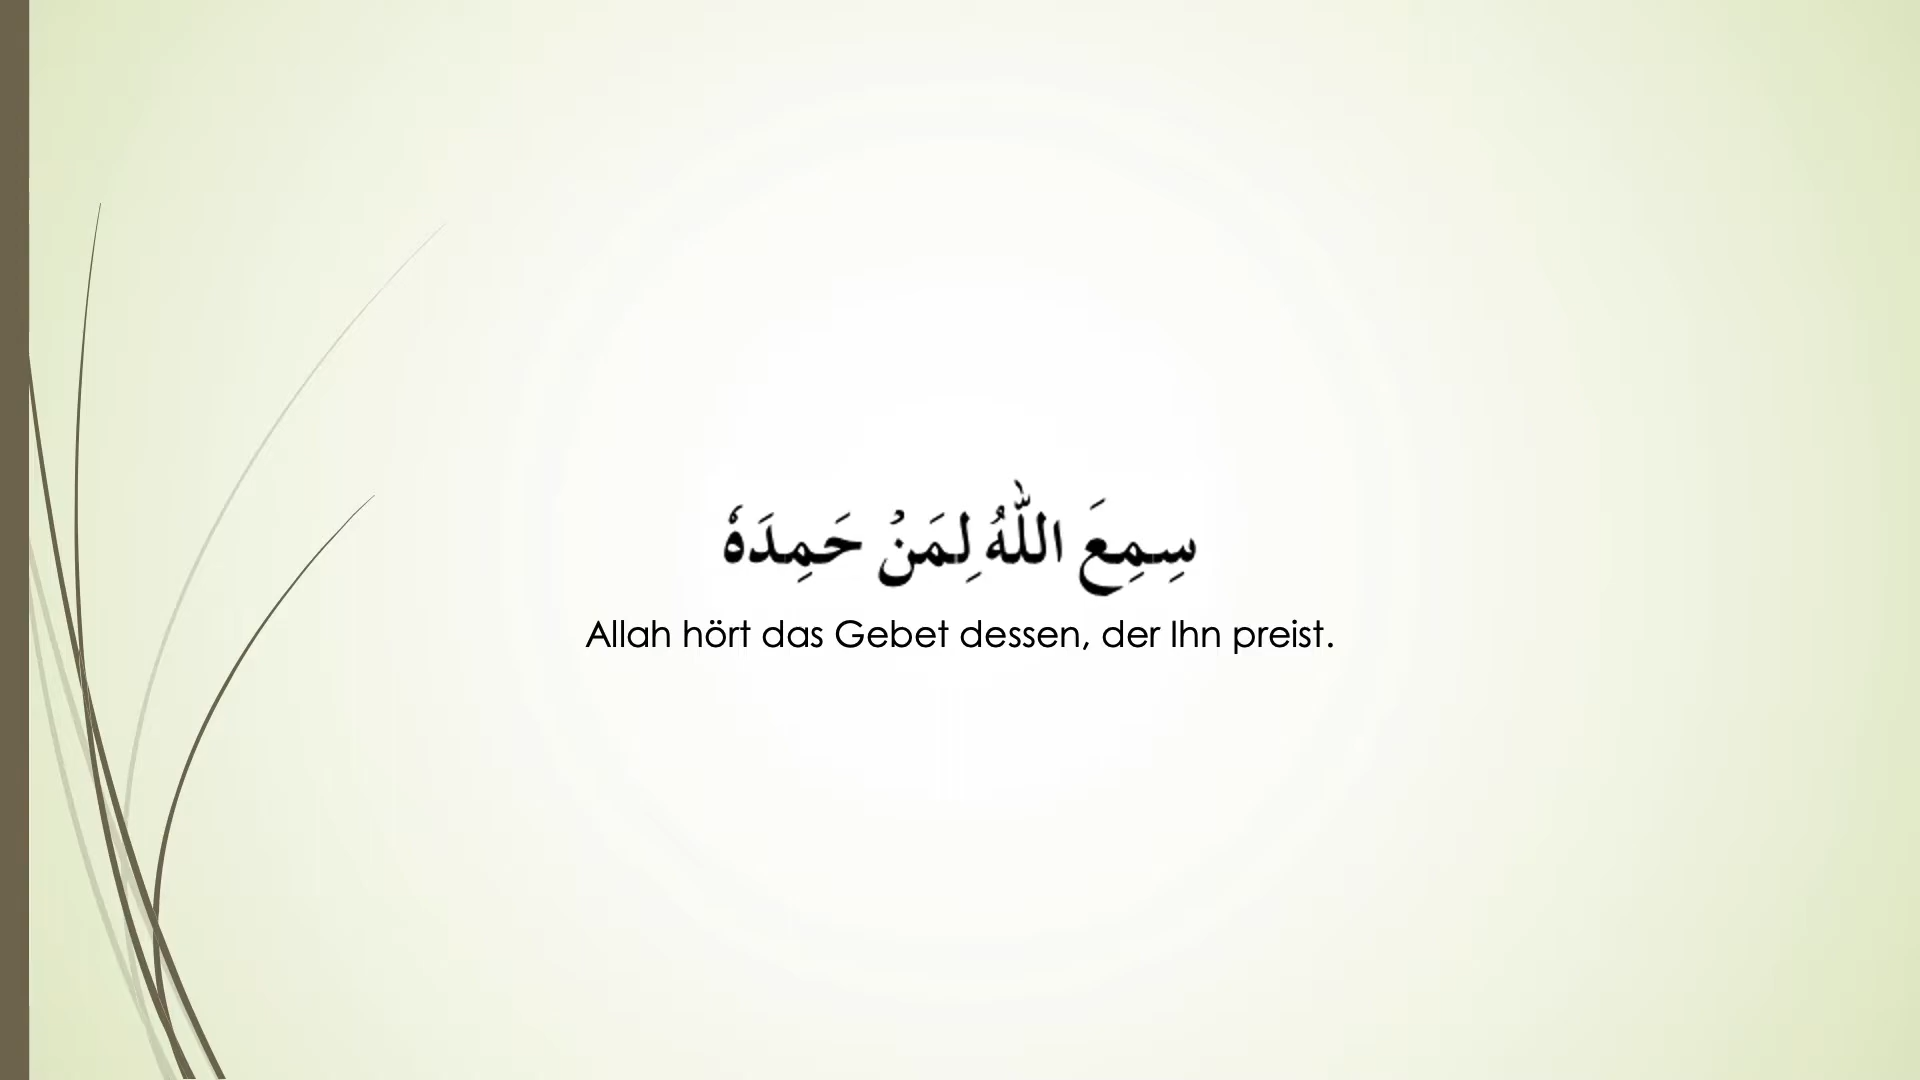 سِمِعَ اللّٰهُ لِمَنْ حَمِدَهٗ
Allah hört das Gebet dessen, der Ihn preist.